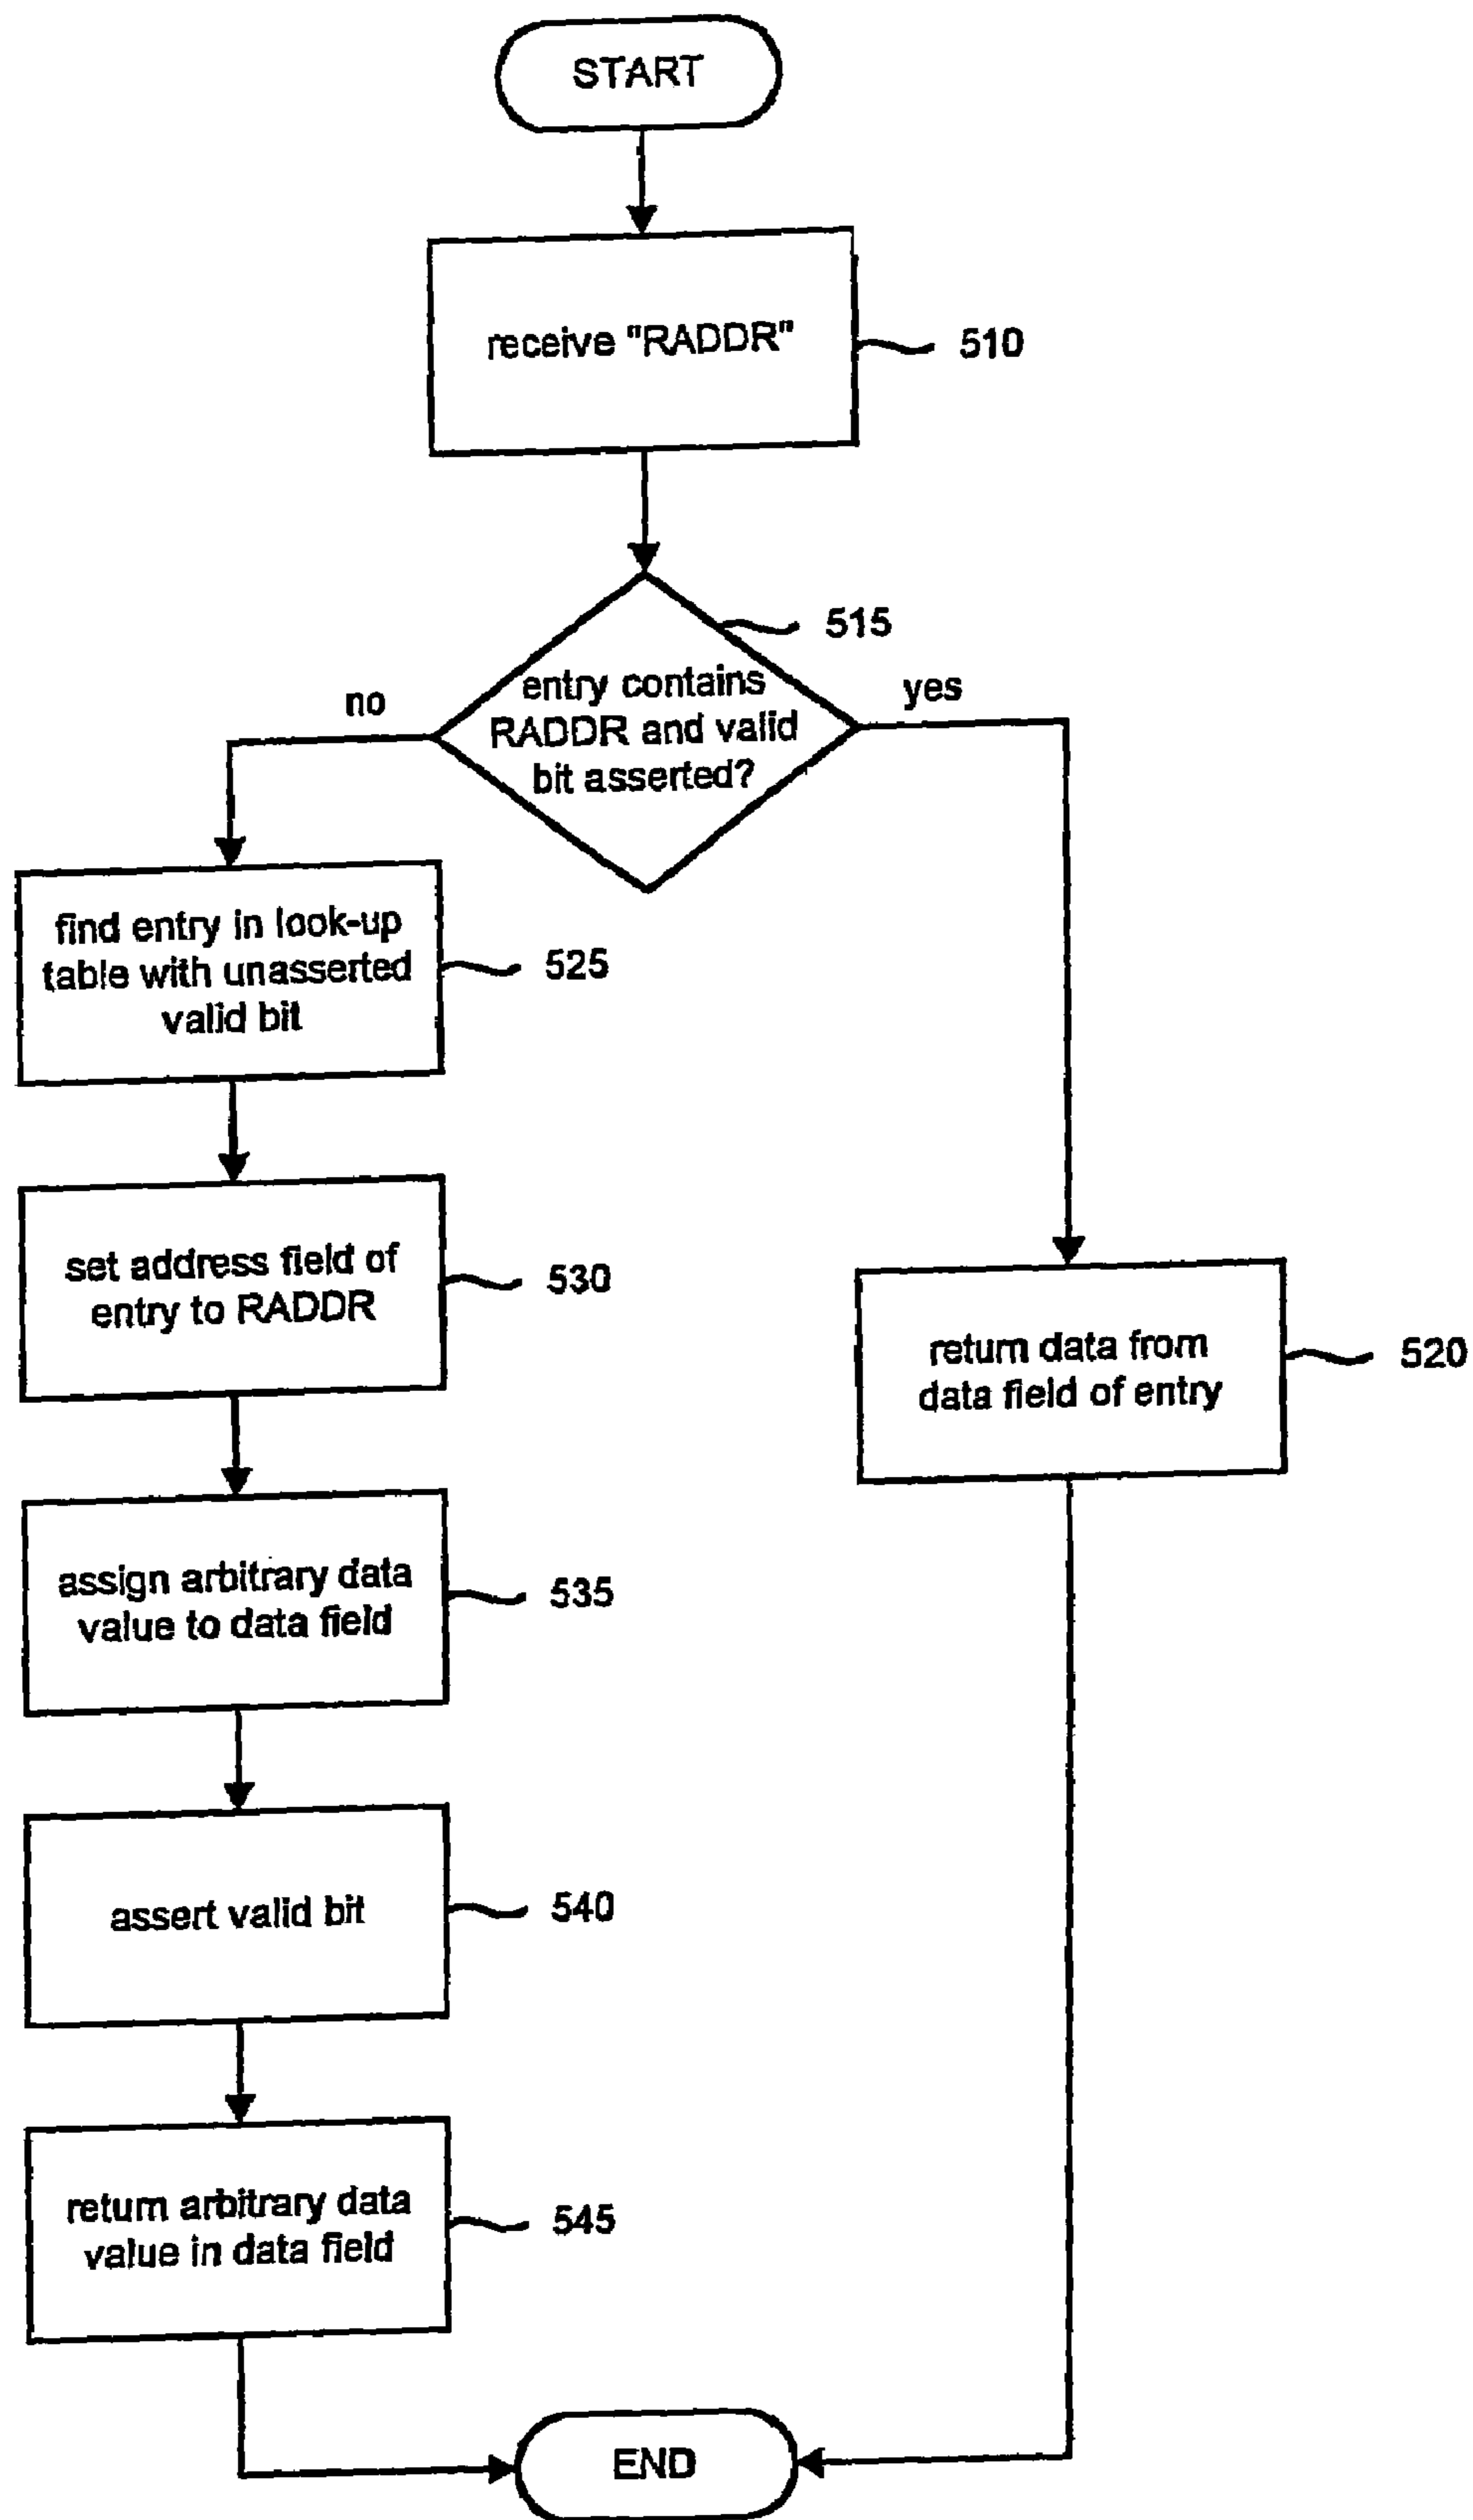 START
receive "RADDR"
510
515
entry contains
RADDR and valid
bit asserted?
no
yes
find entry in look-up
table with unasserted
valid bit
525
set address field of
entry to RADDR
530
return data from
data field of entry
520
assign arbitrary data
value to data field
535
assert valid bit
540
return arbitrary data
value in data field
545
END